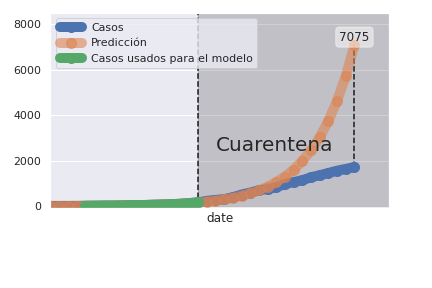 8000
6000
4000
2000
0
Casos
Predicción
Casos usados para el modelo
7075
Cuarentena
date